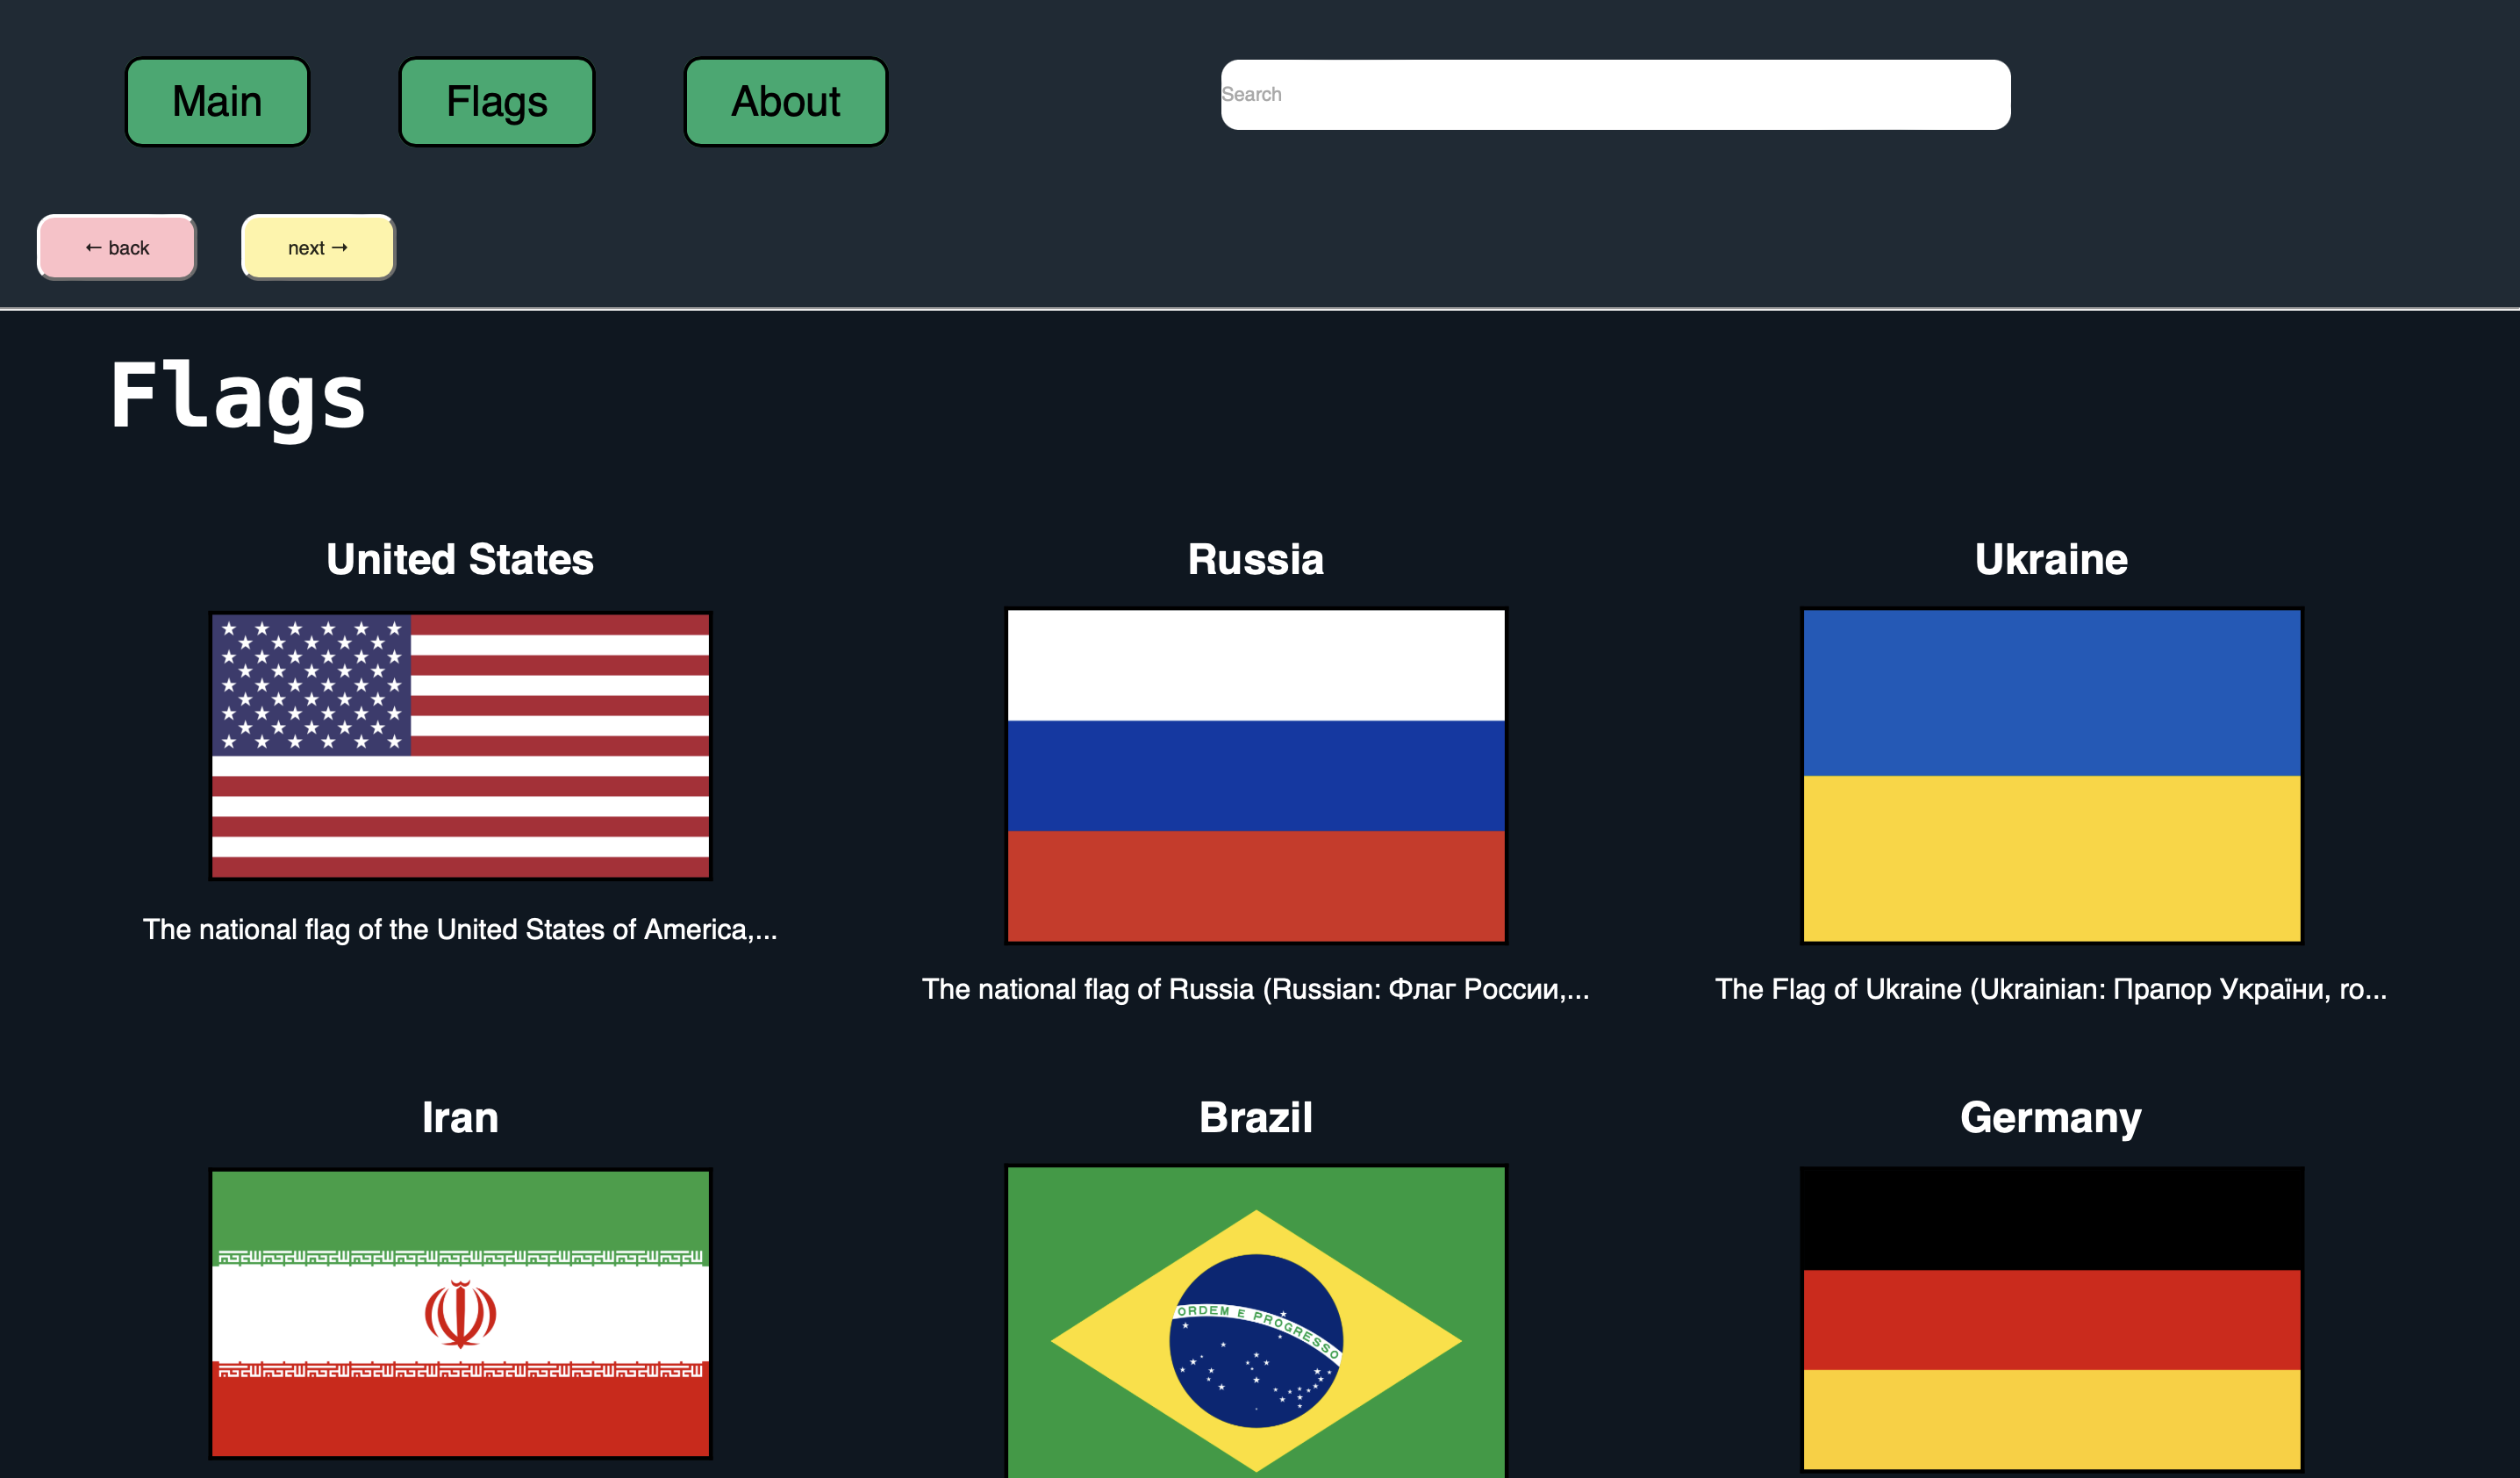 Main
Flags
About
Search
← back
next →
Flags
United States
Russia
Ukraine
The national flag of the United States of America,...
The national flag of Russia (Russian: Флаг России,...
The Flag of Ukraine (Ukrainian: Прапор України, ro...
Iran
Brazil
Germany
ORDEM E PROGRESSO